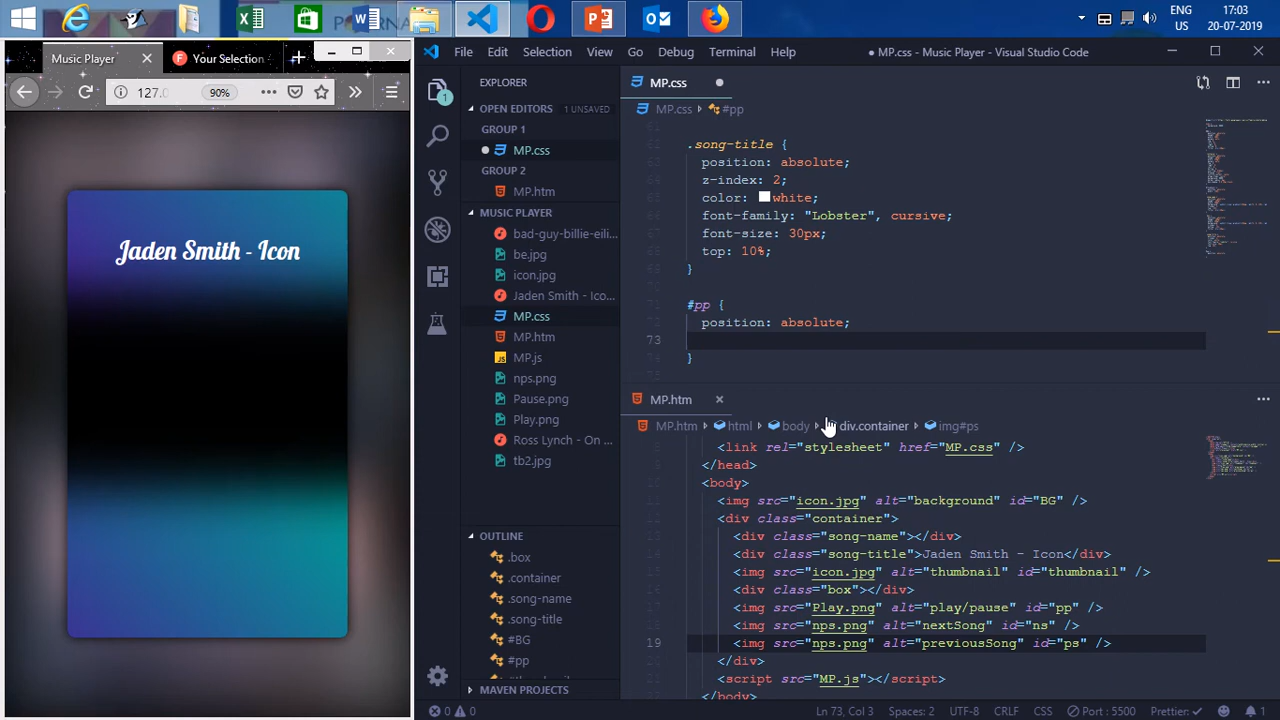 ENG 17:03
US 20-07-2019
Music Player
Your Selection
127.0
90%
Jaden Smith - Icon
File Edit Selection View Go Debug Terminal Help
● MP.css - Music Player - Visual Studio Code
EXPLORER
OPEN EDITORS 1 UNSAVED
GROUP 1
MP.css
GROUP 2
MP.htm
MUSIC PLAYER
bad-guy-billie-eili...
be.jpg
icon.jpg
Jaden Smith - Ico...
MP.css
MP.htm
MP.js
nps.png
Pause.png
Play.png
Ross Lynch - On ...
tb2.jpg
OUTLINE
.box
.container
.song-name
.song-title
#BG
#pp
MAVEN PROJECTS
MP.css
MP.css › #pp
.song-title {
position: absolute;
z-index: 2;
color: white;
font-family: "Lobster", cursive;
font-size: 30px;
top: 10%;
}
#pp {
position: absolute;
73
}
MP.htm
MP.htm › html › body › div.container › img#ps
<link rel="stylesheet" href="MP.css" />
</head>
<body>
<img src="icon.jpg" alt="background" id="BG" />
<div class="container">
<div class="song-name"></div>
<div class="song-title">Jaden Smith - Icon</div>
<img src="icon.jpg" alt="thumbnail" id="thumbnail" />
<div class="box"></div>
<img src="Play.png" alt="play/pause" id="pp" />
<img src="nps.png" alt="nextSong" id="ns" />
19 <img src="nps.png" alt="previousSong" id="ps" />
</div>
<script src="MP.js"></script>
</body>
0 0 Ln 73, Col 3 Spaces: 2 UTF-8 CRLF CSS Port : 5500 Prettier: ✓ 1